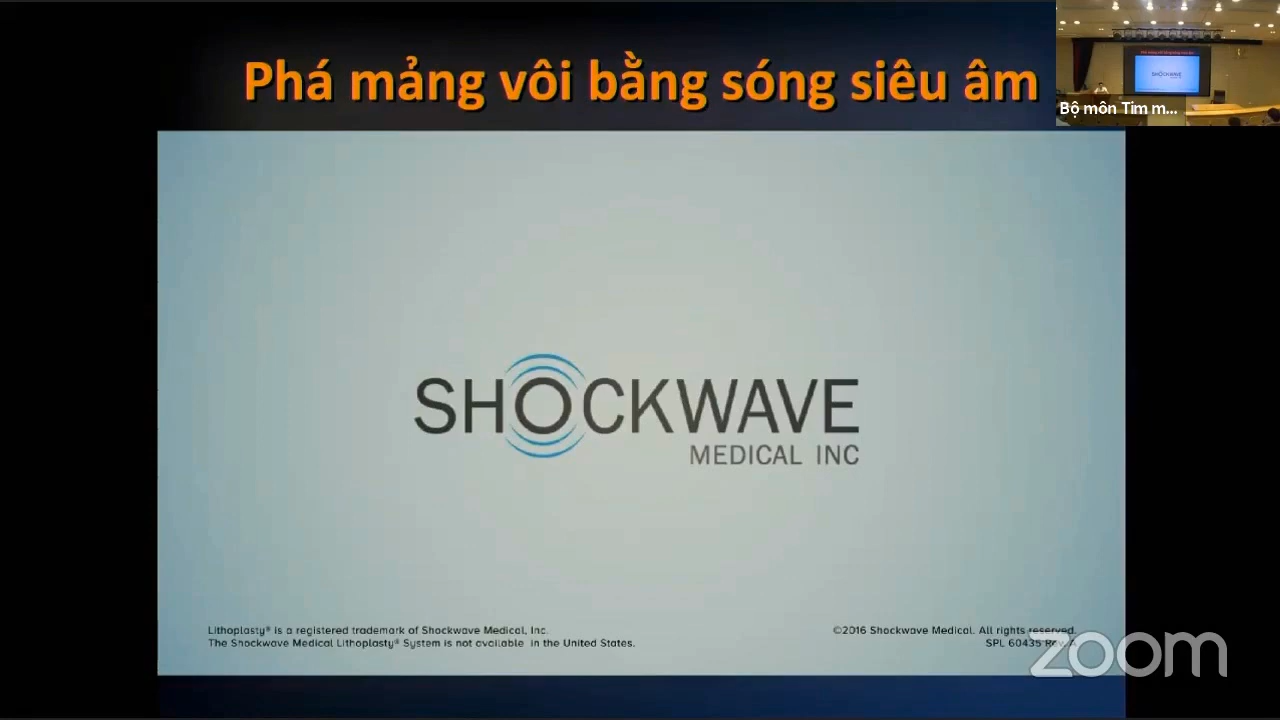 Phá mảng vôi bằng sóng siêu âm
Bộ môn Tim m...
SHOCKWAVE
MEDICAL INC
Lithoplasty® is a registered trademark of Shockwave Medical, Inc.
The Shockwave Medical Lithoplasty® System is not available in the United States.
©2016 Shockwave Medical. All rights reserved.
SPL 60435 Rev. A
zoom